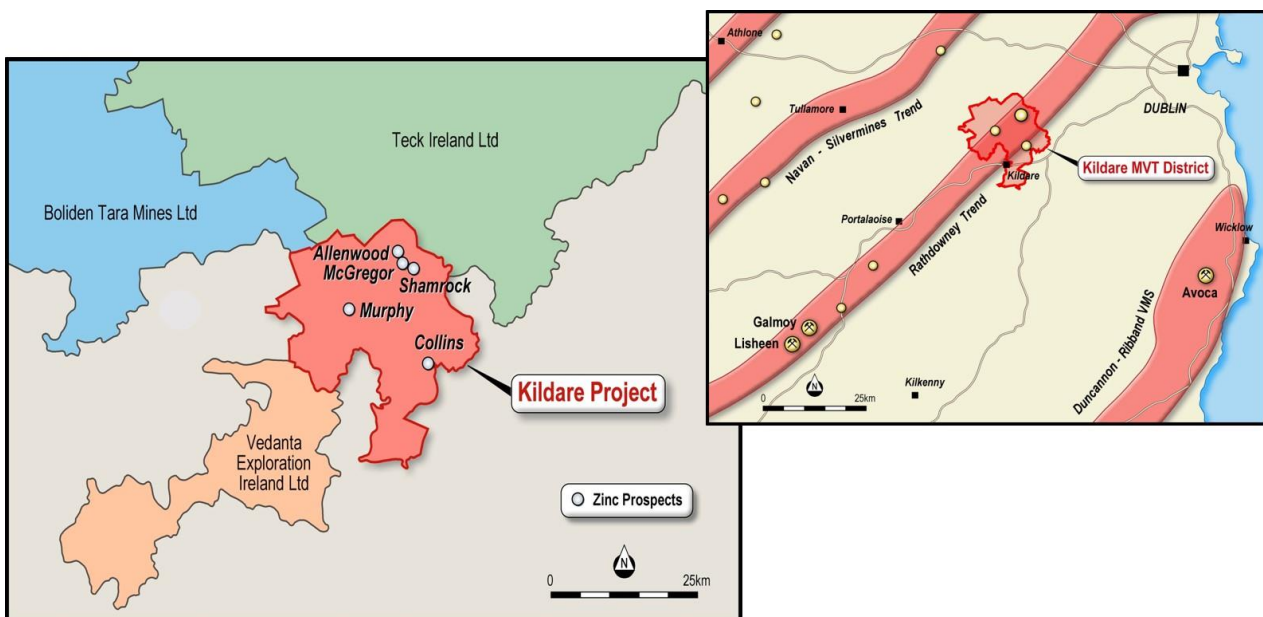 Teck Ireland Ltd
Boliden Tara Mines Ltd
Allenwood
McGregor
Shamrock
Murphy
Collins
Kildare Project
Vedanta
Exploration
Ireland Ltd
Zinc Prospects
N
0 25km
Athlone
Tullamore
DUBLIN
Navan - Silvermines Trend
Kildare MVT District
Kildare
Portalaoise
Rathdowney Trend
Wicklow
Avoca
Galmoy
Lisheen
Duncannon - Ribband VMS
Kilkenny
N
0 25km